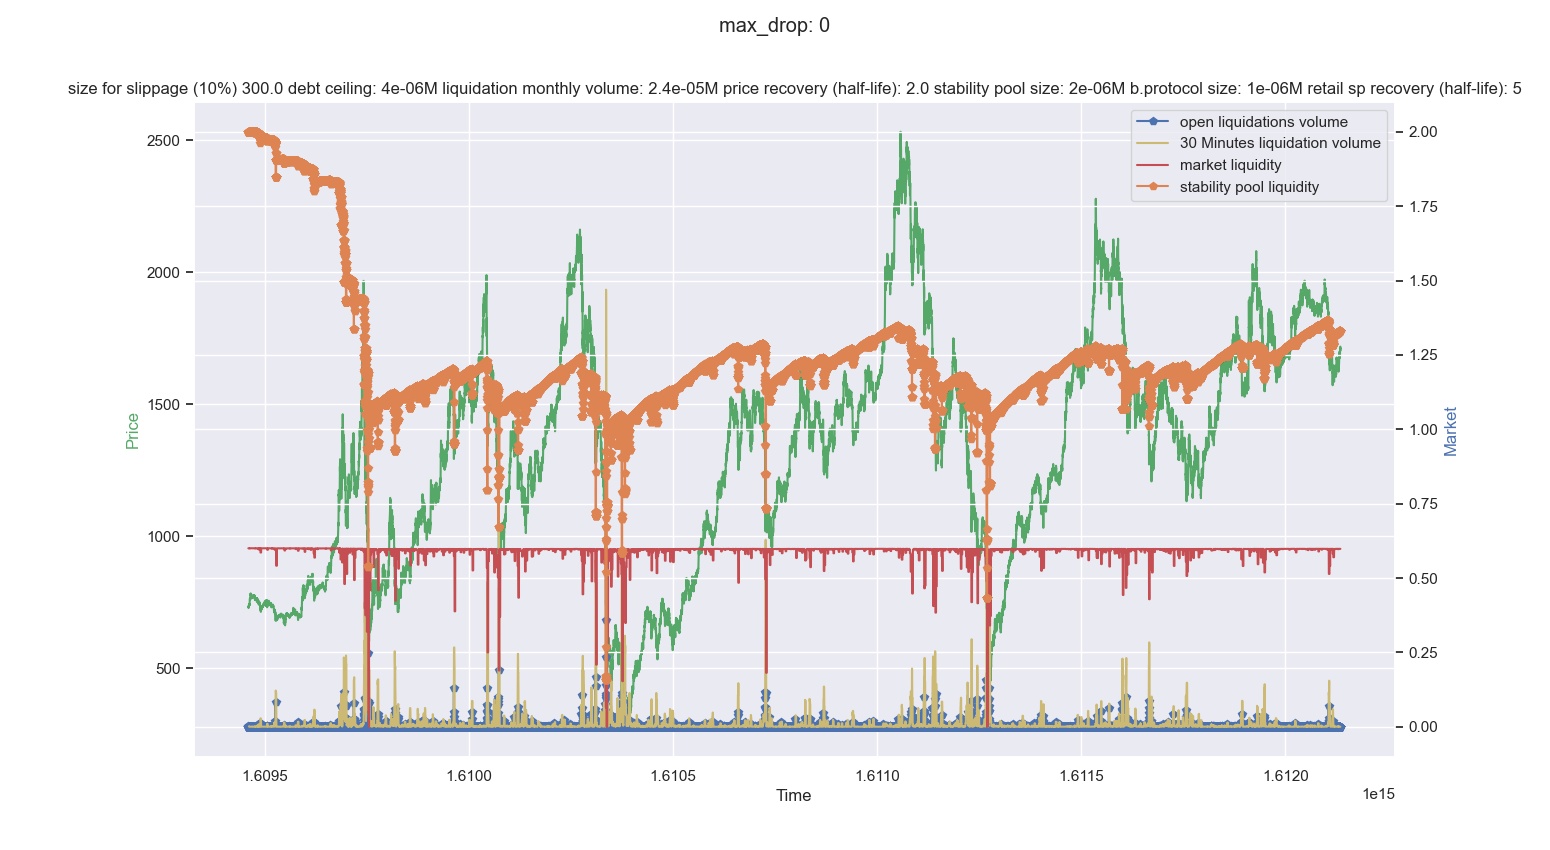 max_drop: 0
size for slippage (10%) 300.0 debt ceiling: 4e-06M liquidation monthly volume: 2.4e-05M price recovery (half-life): 2.0 stability pool size: 2e-06M b.protocol size: 1e-06M retail sp recovery (half-life): 5
open liquidations volume
30 Minutes liquidation volume
market liquidity
stability pool liquidity
2500
2000
1500
1000
500
Price
2.00
1.75
1.50
1.25
1.00
0.75
0.50
0.25
0.00
Market
1.6095 1.6100 1.6105 1.6110 1.6115 1.6120
Time
1e15